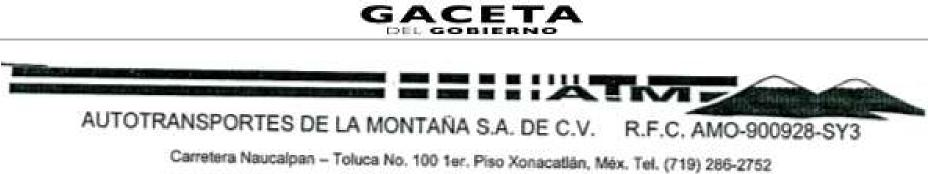 GACETA
DEL GOBIERNO
ATM
AUTOTRANSPORTES DE LA MONTAÑA S.A. DE C.V. R.F.C. AMO-900928-SY3
Carretera Naucalpan – Toluca No. 100 1er. Piso Xonacatlán, Méx. Tel. (719) 286-2752